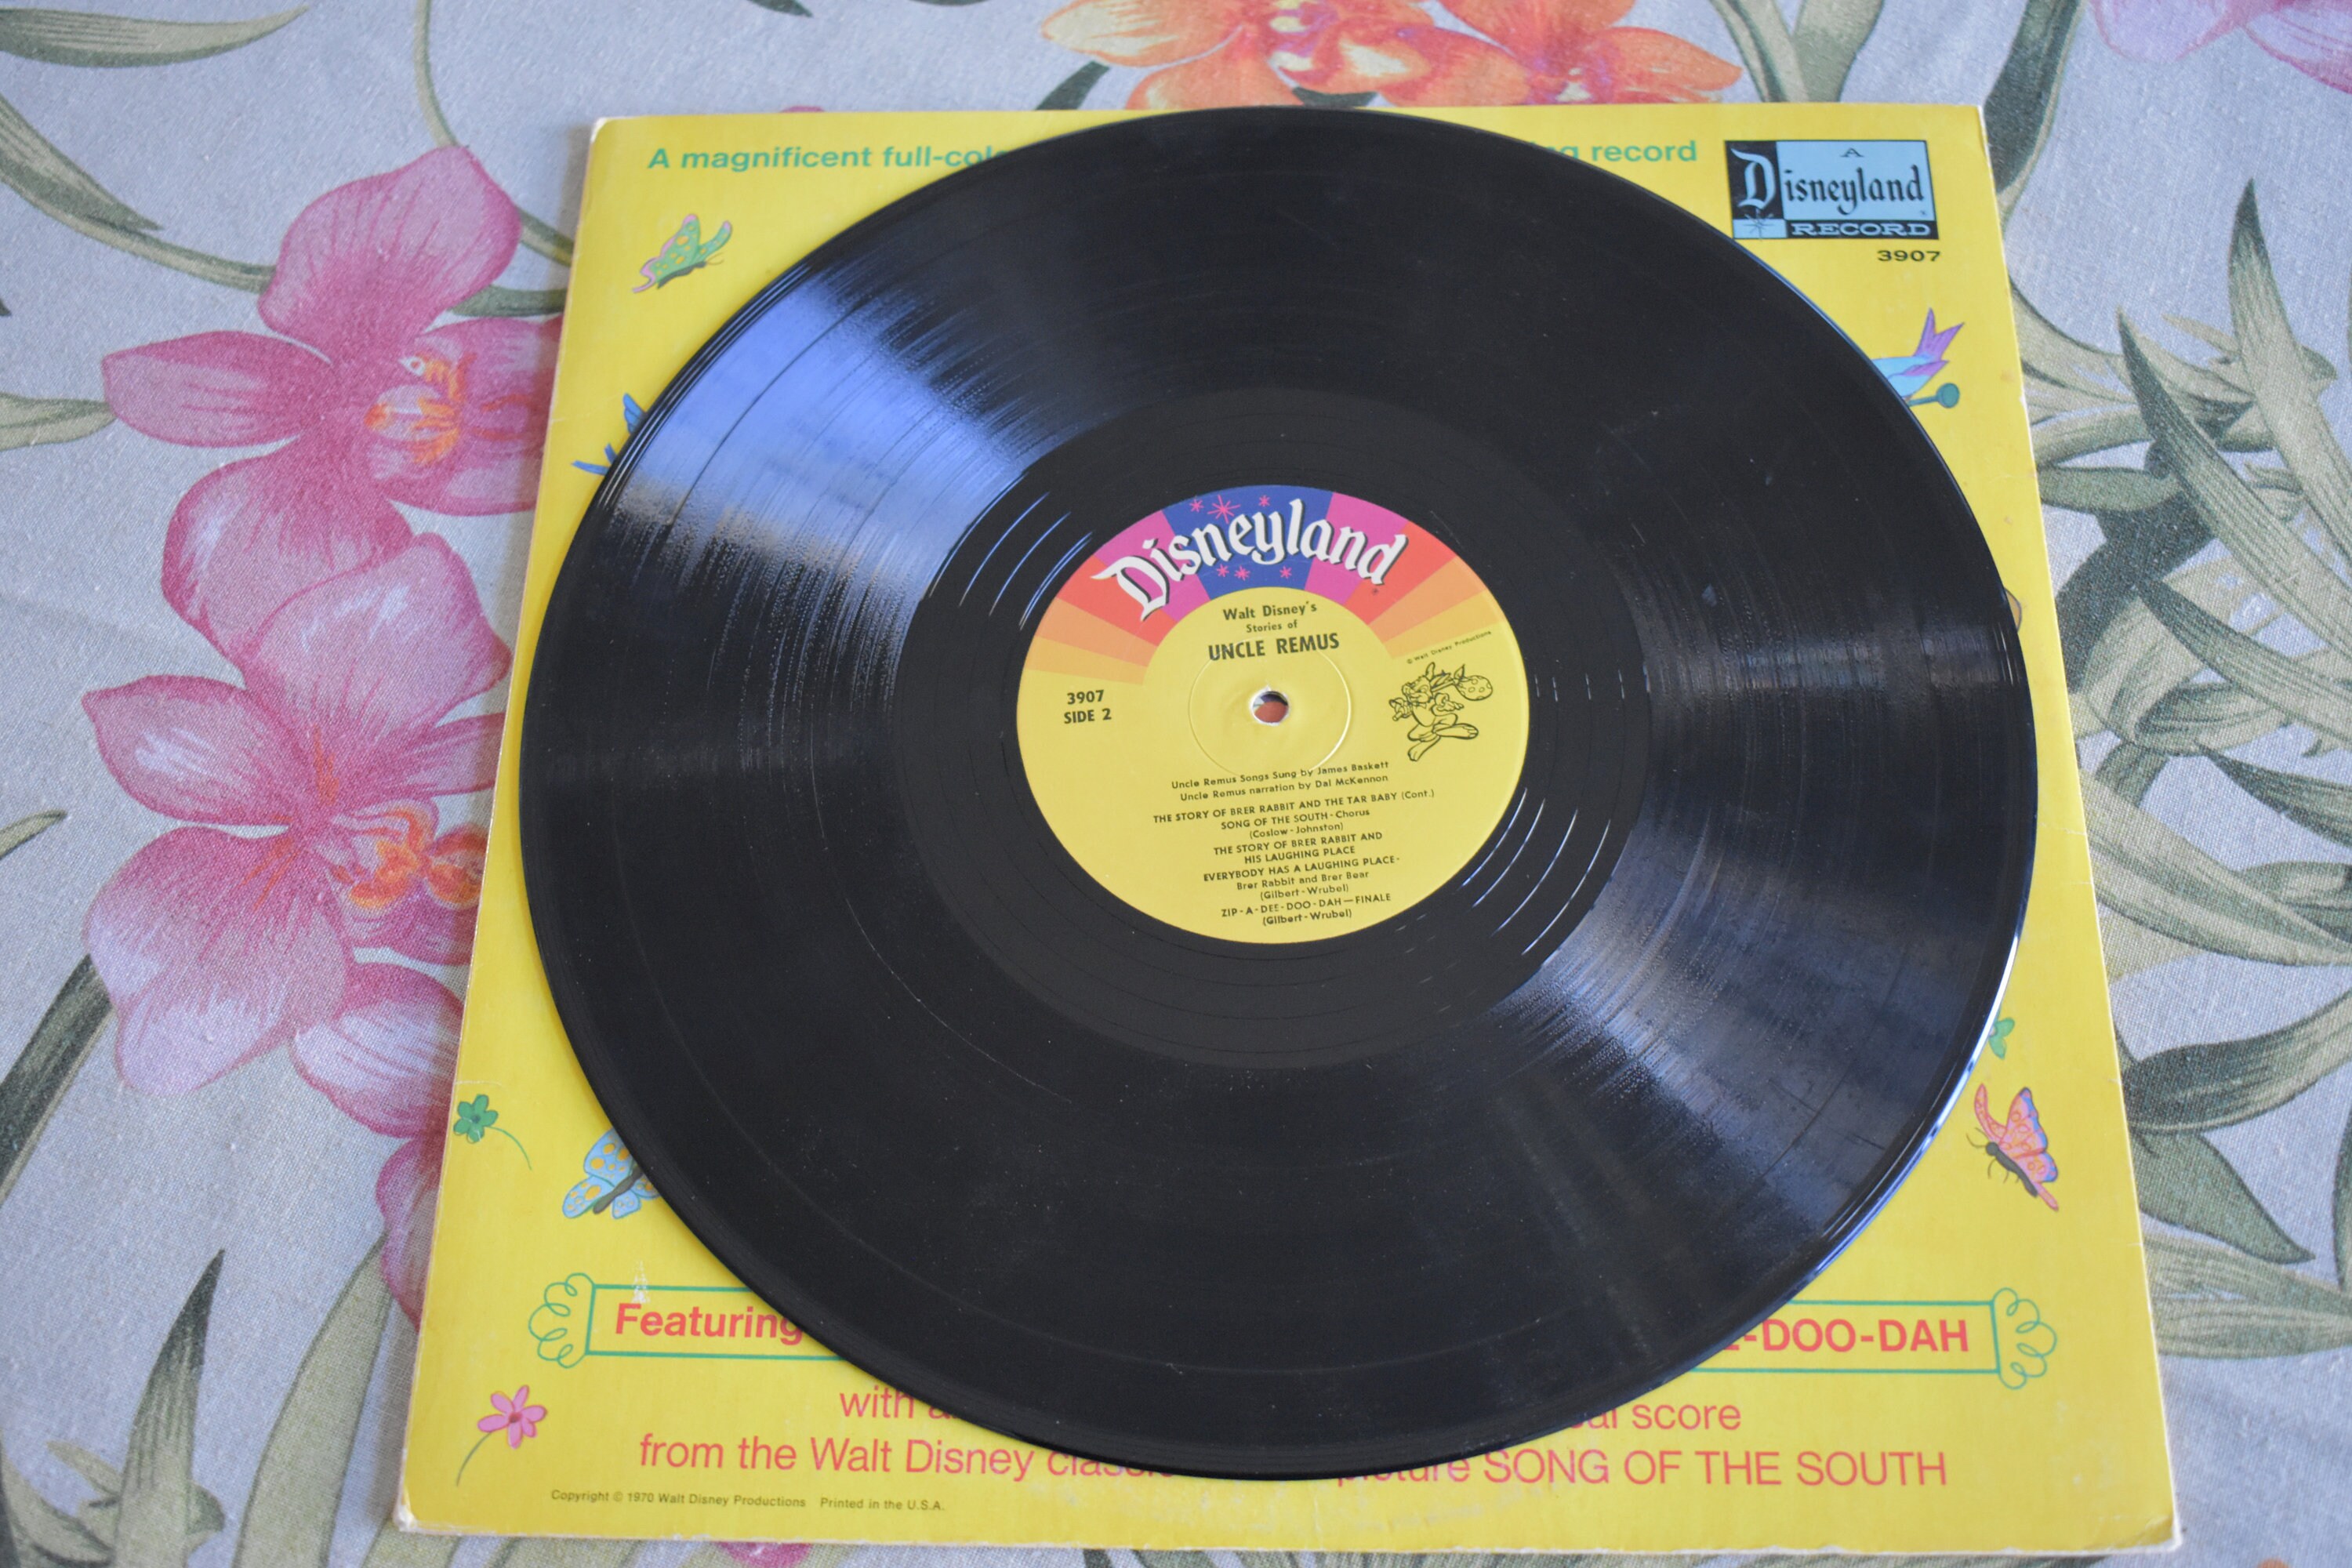 A magnificent full-colo
ng record
A
Disneyland
RECORD
3907
Disneyland
Walt Disney's
Stories of
UNCLE REMUS
© Walt Disney Productions
3907
SIDE 2
Uncle Remus Songs Sung by James Baskett
Uncle Remus narration by Dal McKennon
THE STORY OF BRER RABBIT AND THE TAR BABY (Cont.)
SONG OF THE SOUTH - Chorus
(Coslow - Johnston)
THE STORY OF BRER RABBIT AND
HIS LAUGHING PLACE
EVERYBODY HAS A LAUGHING PLACE -
Brer Rabbit and Brer Bear
(Gilbert - Wrubel)
ZIP - A - DEE - DOO - DAH — FINALE
(Gilbert - Wrubel)
Featuring
-DOO-DAH
with
score
from the Walt Disney classic
picture SONG OF THE SOUTH
Copyright © 1970 Walt Disney Productions Printed in the U.S.A.